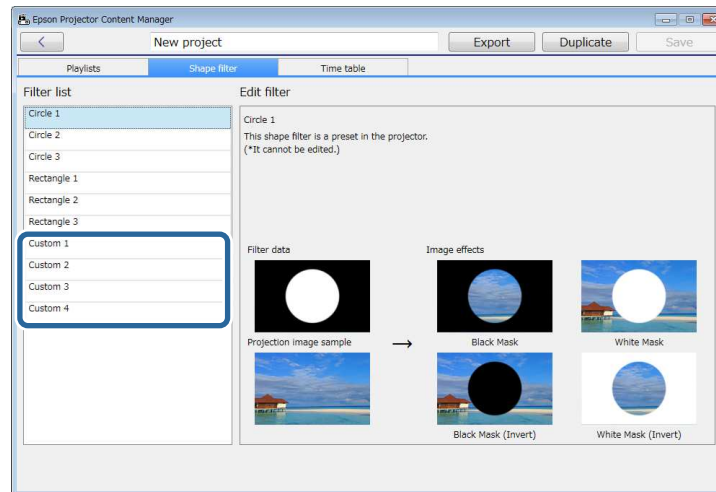 Epson Projector Content Manager
New project
Export
Duplicate
Save
Playlists
Shape filter
Time table
Filter list
Edit filter
Circle 1
Circle 2
Circle 3
Rectangle 1
Rectangle 2
Rectangle 3
Custom 1
Custom 2
Custom 3
Custom 4
Circle 1
This shape filter is a preset in the projector.
(*It cannot be edited.)
Filter data
Image effects
Projection image sample
→
Black Mask
White Mask
Black Mask (Invert)
White Mask (Invert)